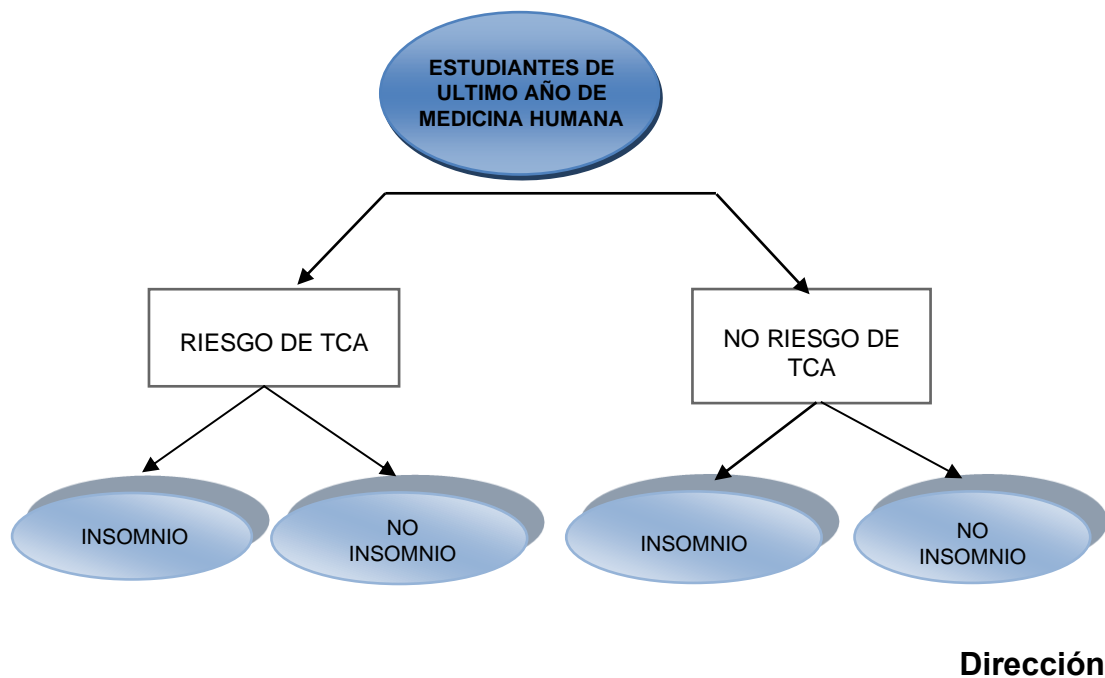 ESTUDIANTES DE
ULTIMO AÑO DE
MEDICINA HUMANA
RIESGO DE TCA
NO RIESGO DE
TCA
INSOMNIO
NO
INSOMNIO
INSOMNIO
NO
INSOMNIO
Dirección